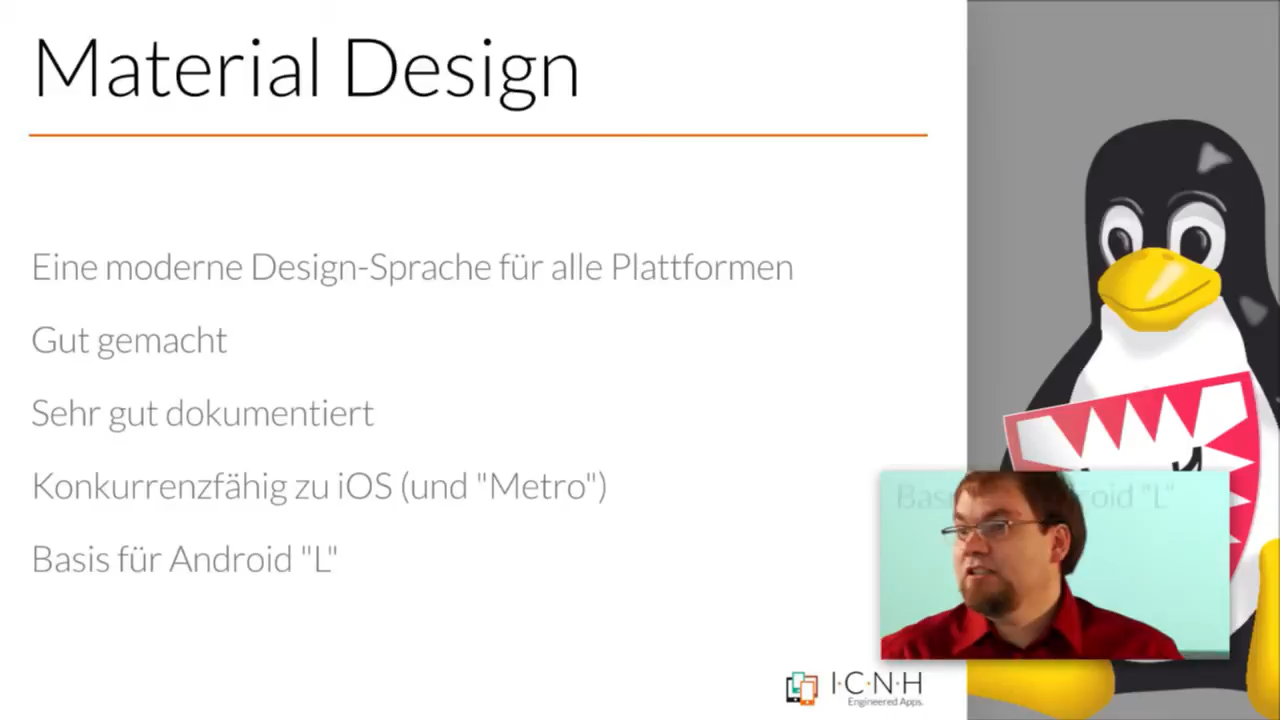 Material Design
Eine moderne Design-Sprache für alle Plattformen
Gut gemacht
Sehr gut dokumentiert
Konkurrenzfähig zu iOS (und "Metro")
Basis für Android "L"
I·C·N·H
Engineered Apps.